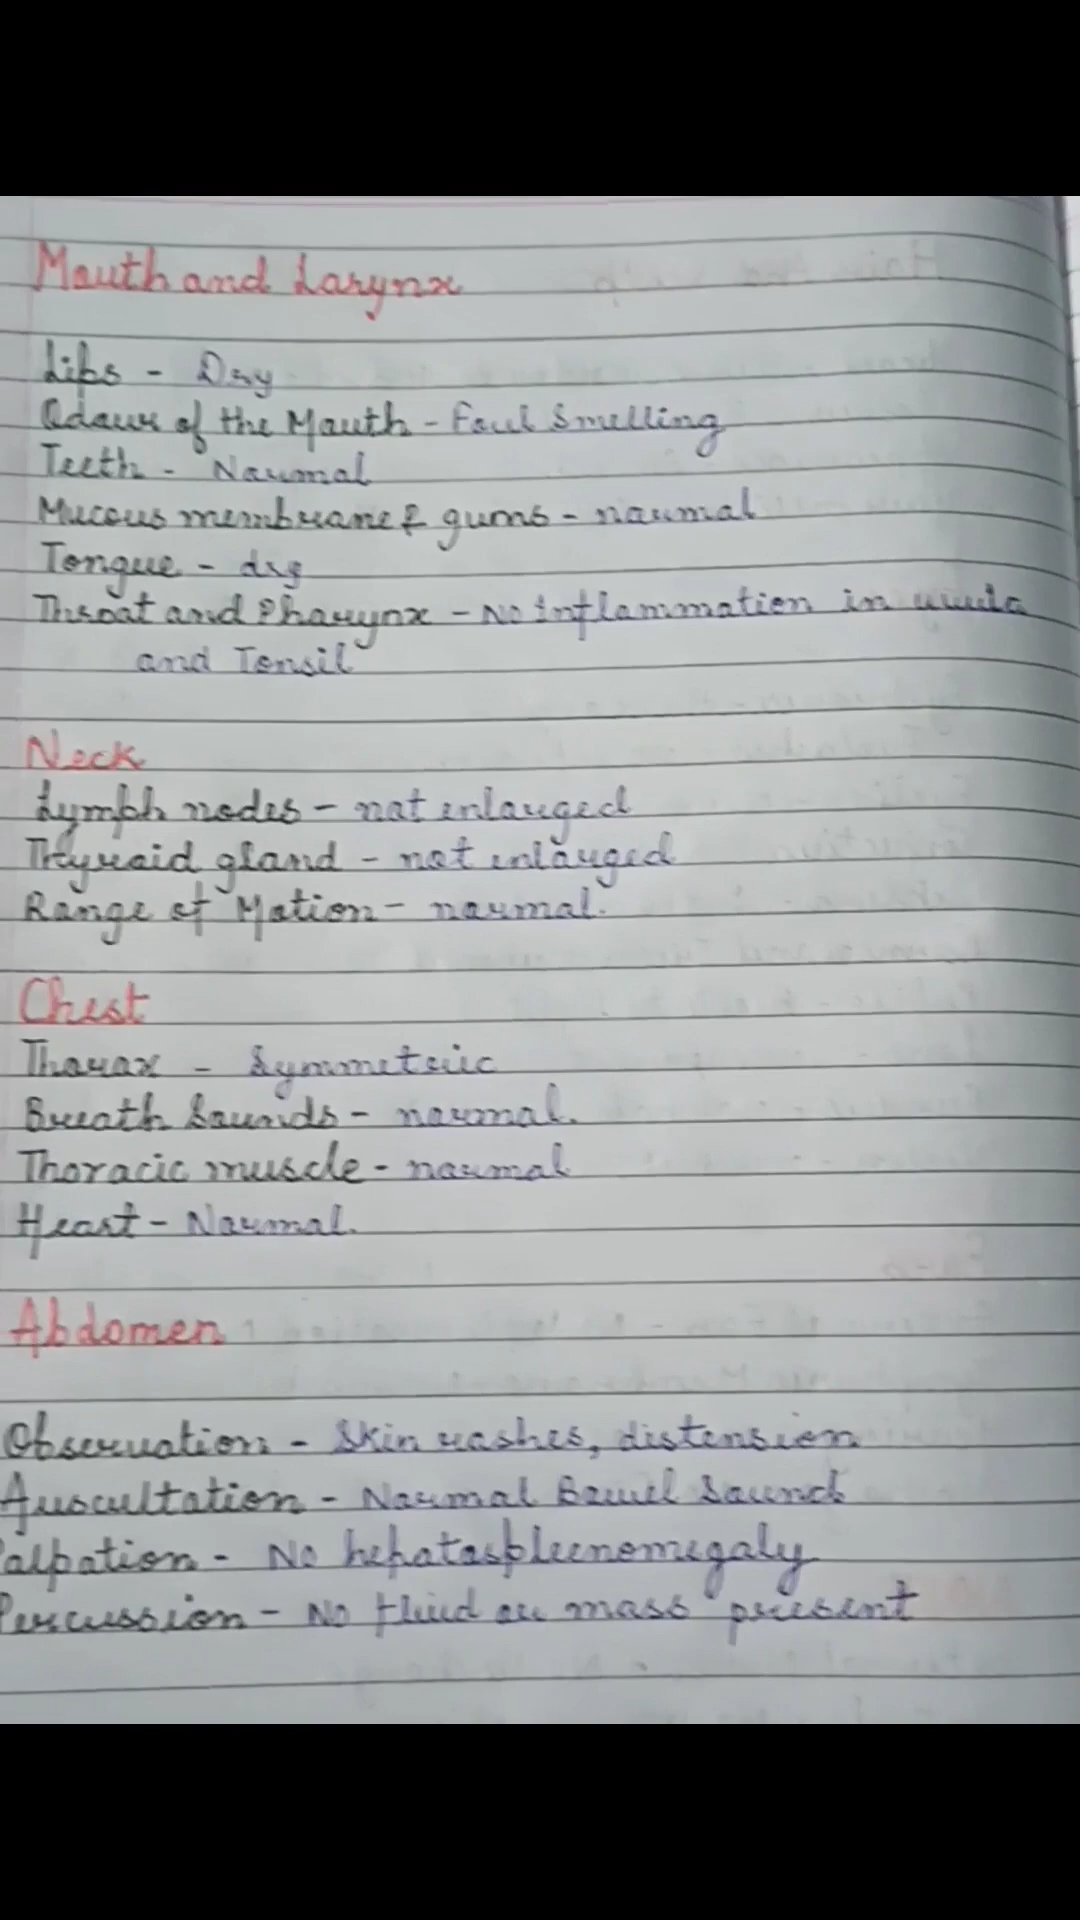 Mouth and Larynx
Lips - Dry
Odour of the Mouth - Foul Smelling
Teeth - Normal
Mucous membrane & gums - normal
Tongue - dry
Throat and Pharynx - No inflammation in uvula
and Tonsil
Neck
Lymph nodes - not enlarged
Thyroid gland - not enlarged
Range of Motion - normal.
Chest
Thorax - Symmetric
Breath Sounds - normal.
Thoracic muscle - normal
Heart - Normal.
Abdomen
Observation - Skin rashes, distension
Auscultation - Normal Bowel Sound
Palpation - No hepatospleenomegaly
Percussion - No fluid or mass present